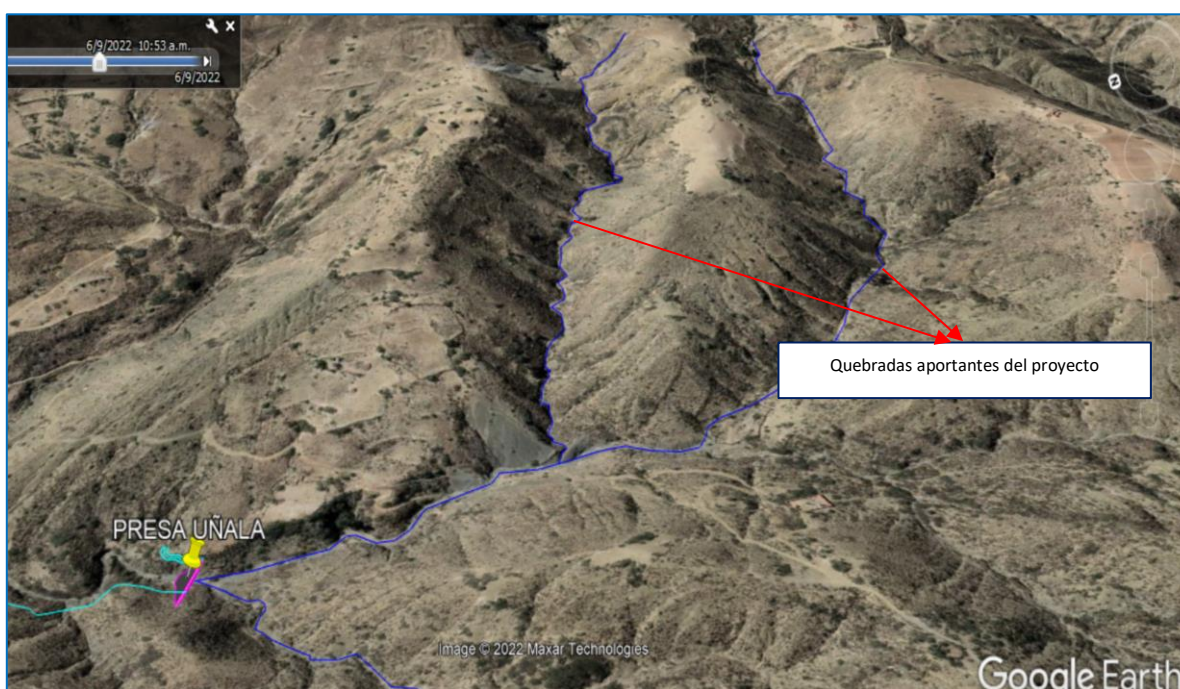 6/9/2022 10:53 a.m.
6/9/2022
Quebradas aportantes del proyecto
PRESA UÑALA
Image © 2022 Maxar Technologies
Google Earth